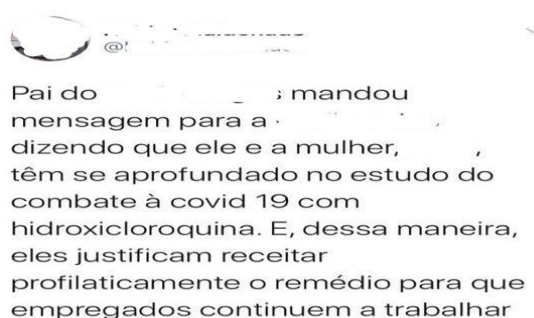 @
Pai do mandou
mensagem para a
dizendo que ele e a mulher, ,
têm se aprofundado no estudo do
combate à covid 19 com
hidroxicloroquina. E, dessa maneira,
eles justificam receitar
profilaticamente o remédio para que
empregados continuem a trabalhar